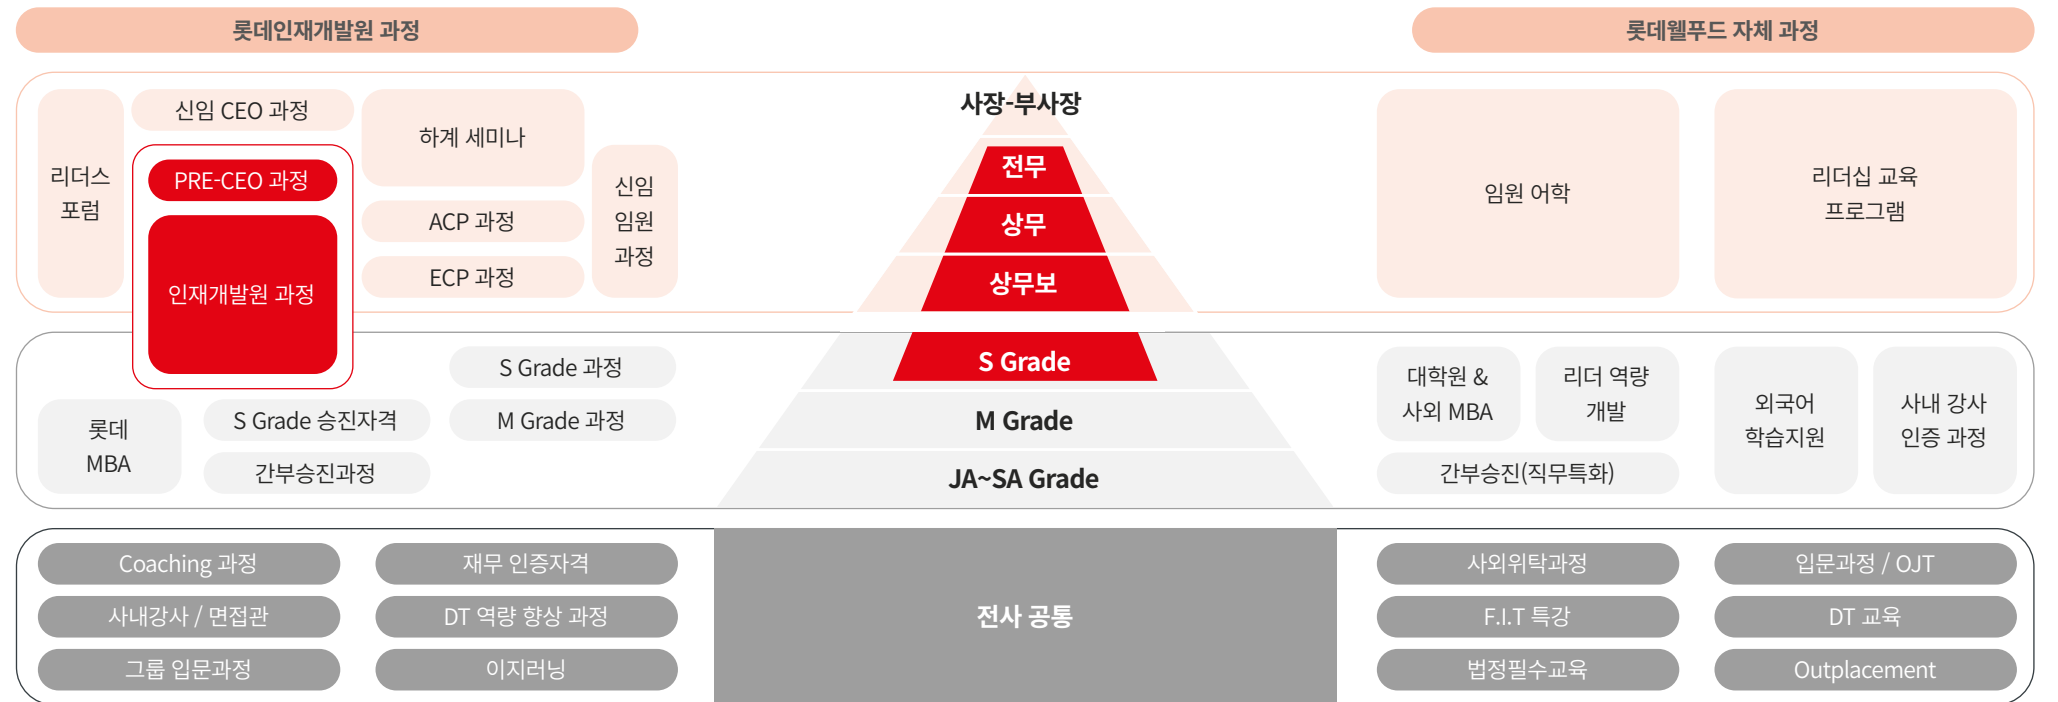 롯데인재개발원 과정
롯데웰푸드 자체 과정
리더스
포럼
신임 CEO 과정
PRE-CEO 과정
인재개발원 과정
하계 세미나
ACP 과정
ECP 과정
신임
임원
과정
사장-부사장
전무
상무
상무보
임원 어학
리더십 교육
프로그램
롯데
MBA
S Grade 승진자격
간부승진과정
S Grade 과정
M Grade 과정
S Grade
M Grade
JA~SA Grade
대학원 &
사외 MBA
리더 역량
개발
간부승진(직무특화)
외국어
학습지원
사내 강사
인증 과정
Coaching 과정
재무 인증자격
사내강사 / 면접관
DT 역량 향상 과정
그룹 입문과정
이지러닝
전사 공통
사외위탁과정
입문과정 / OJT
F.I.T 특강
DT 교육
법정필수교육
Outplacement